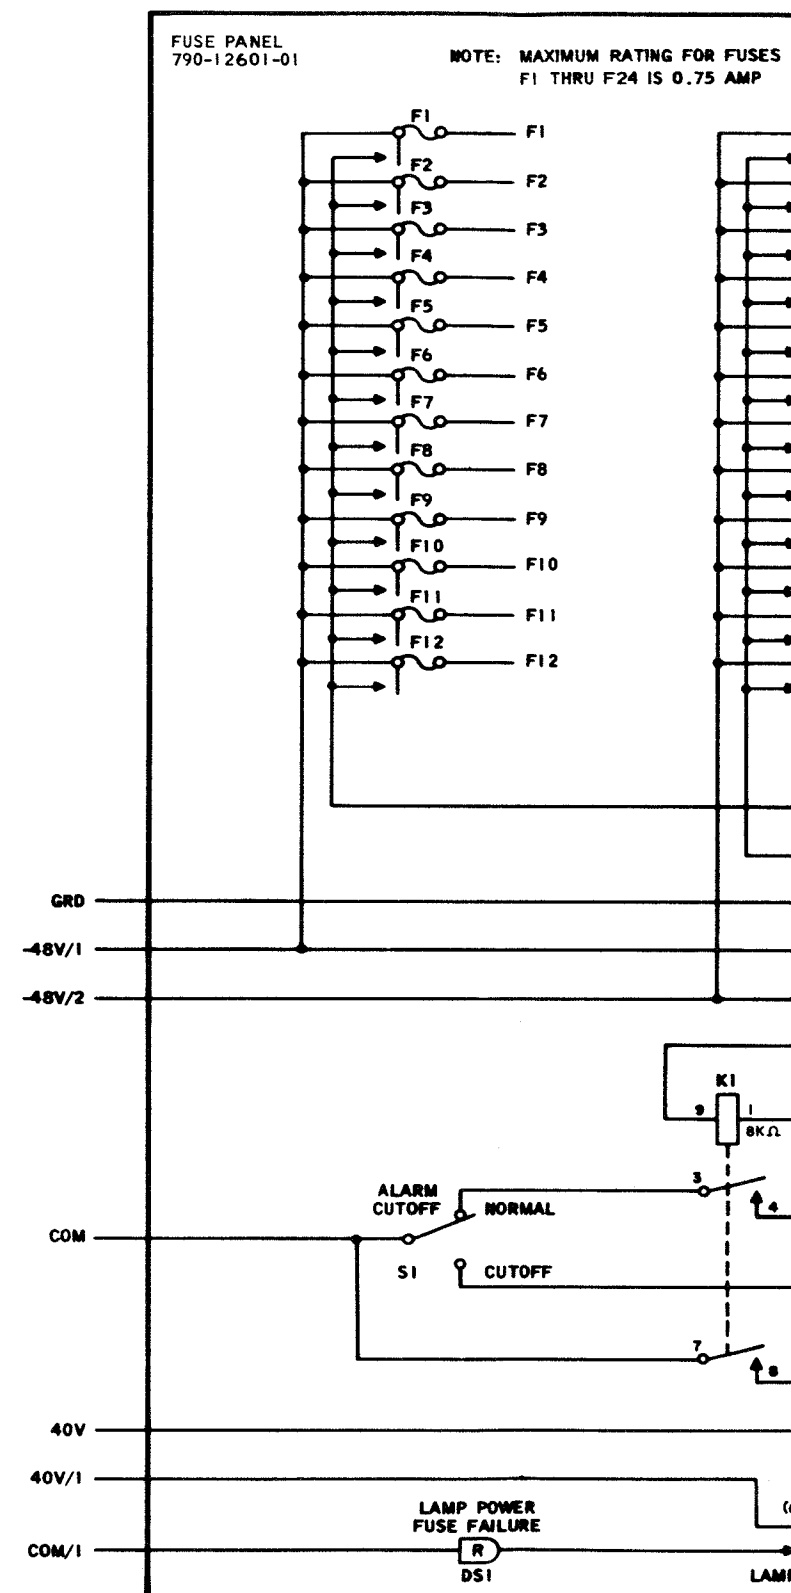 FUSE PANEL
790-12601-01
NOTE: MAXIMUM RATING FOR FUSES
F1 THRU F24 IS 0.75 AMP
F1 F1
F2 F2
F3 F3
F4 F4
F5 F5
F6 F6
F7 F7
F8 F8
F9 F9
F10 F10
F11 F11
F12 F12
GRD
-48V/1
-48V/2
K1
9 1
8KΩ
3
4
ALARM
CUTOFF NORMAL
COM
S1 CUTOFF
7
8
40V
40V/1
LAMP POWER
FUSE FAILURE
COM/1 R
DS1